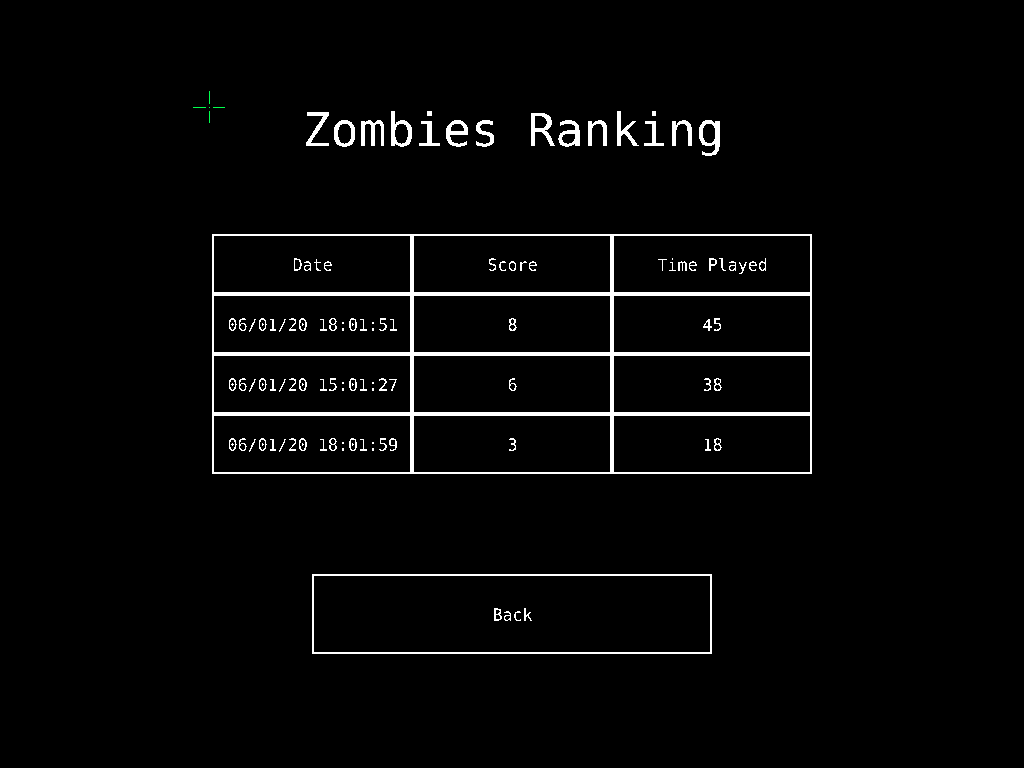 Zombies Ranking
Date Score Time Played
06/01/20 18:01:51 8 45
06/01/20 15:01:27 6 38
06/01/20 18:01:59 3 18
Back